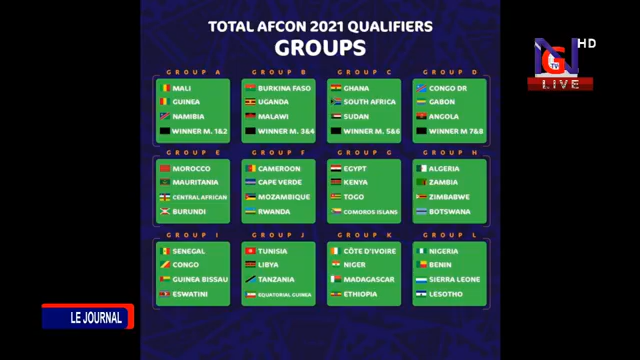 TOTAL AFCON 2021 QUALIFIERS
GROUPS
GROUP A
MALI
GUINEA
NAMIBIA
WINNER M. 1&2
GROUP B
BURKINA FASO
UGANDA
MALAWI
WINNER M. 3&4
GROUP C
GHANA
SOUTH AFRICA
SUDAN
WINNER M. 5&6
GROUP D
CONGO DR
GABON
ANGOLA
WINNER M. 7&8
GROUP E
MOROCCO
MAURITANIA
CENTRAL AFRICAN
BURUNDI
GROUP F
CAMEROON
CAPE VERDE
MOZAMBIQUE
RWANDA
GROUP G
EGYPT
KENYA
TOGO
COMOROS ISLANS
GROUP H
ALGERIA
ZAMBIA
ZIMBABWE
BOTSWANA
GROUP I
SENEGAL
CONGO
GUINEA BISSAU
ESWATINI
GROUP J
TUNISIA
LIBYA
TANZANIA
EQUATORIAL GUINEA
GROUP K
CÔTE D'IVOIRE
NIGER
MADAGASCAR
ETHIOPIA
GROUP L
NIGERIA
BENIN
SIERRA LEONE
LESOTHO
NG TV HD
LIVE
LE JOURNAL